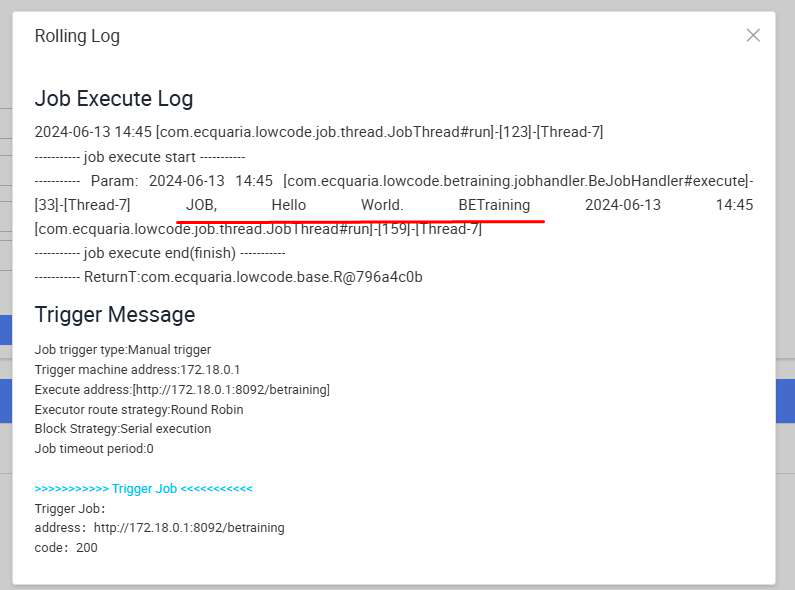 Rolling Log
Job Execute Log
2024-06-13 14:45 [com.ecquaria.lowcode.job.thread.JobThread#run]-[123]-[Thread-7]
----------- job execute start -----------
----------- Param: 2024-06-13 14:45 [com.ecquaria.lowcode.betraining.jobhandler.BeJobHandler#execute]-
[33]-[Thread-7] JOB, Hello World. BETraining 2024-06-13 14:45
[com.ecquaria.lowcode.job.thread.JobThread#run]-[159]-[Thread-7]
----------- job execute end(finish) -----------
----------- ReturnT:com.ecquaria.lowcode.base.R@796a4c0b
Trigger Message
Job trigger type:Manual trigger
Trigger machine address:172.18.0.1
Execute address:[http://172.18.0.1:8092/betraining]
Executor route strategy:Round Robin
Block Strategy:Serial execution
Job timeout period:0
>>>>>>>>>>> Trigger Job <<<<<<<<<<<
Trigger Job：
address：http://172.18.0.1:8092/betraining
code：200